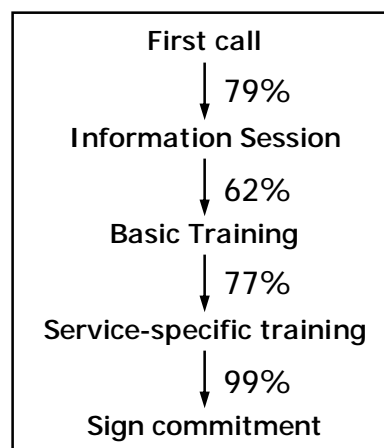 First call
79%
Information Session
62%
Basic Training
77%
Service-specific training
99%
Sign commitment